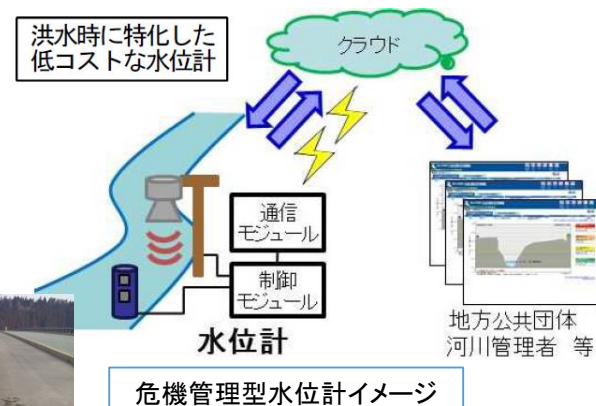 洪水時に特化した
低コストな水位計
クラウド
通信
モジュール
制御
モジュール
水位計
地方公共団体
河川管理者 等
危機管理型水位計イメージ